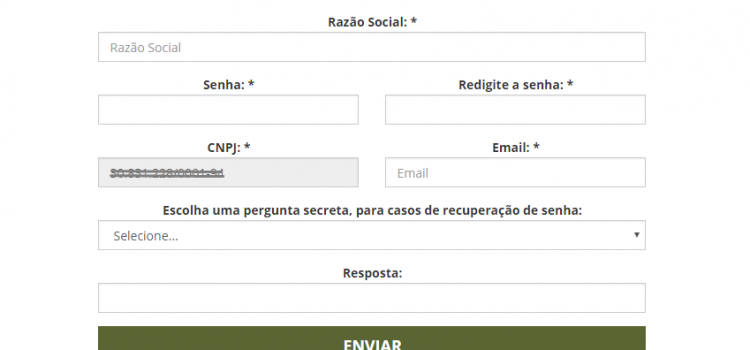 Razão Social: *
Razão Social
Senha: * Redigite a senha: *
CNPJ: * Email: *
Email
Escolha uma pergunta secreta, para casos de recuperação de senha:
Selecione...
Resposta:
ENVIAR